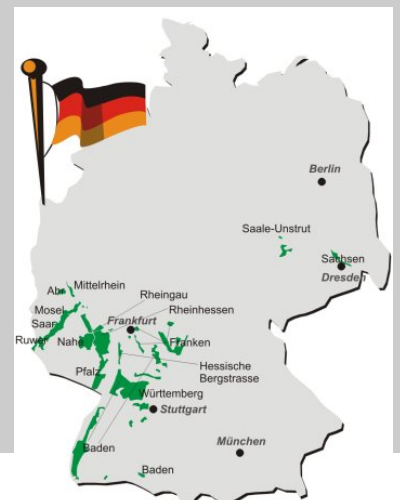 Berlin
Saale-Unstrut
Sachsen
Dresden
Ahr
Mittelrhein
Rheingau
Mosel
Rheinhessen
Saar
Frankfurt
Ruwer
Nahe
Franken
Pfalz
Hessische
Bergstrasse
Württemberg
Stuttgart
Baden
München
Baden